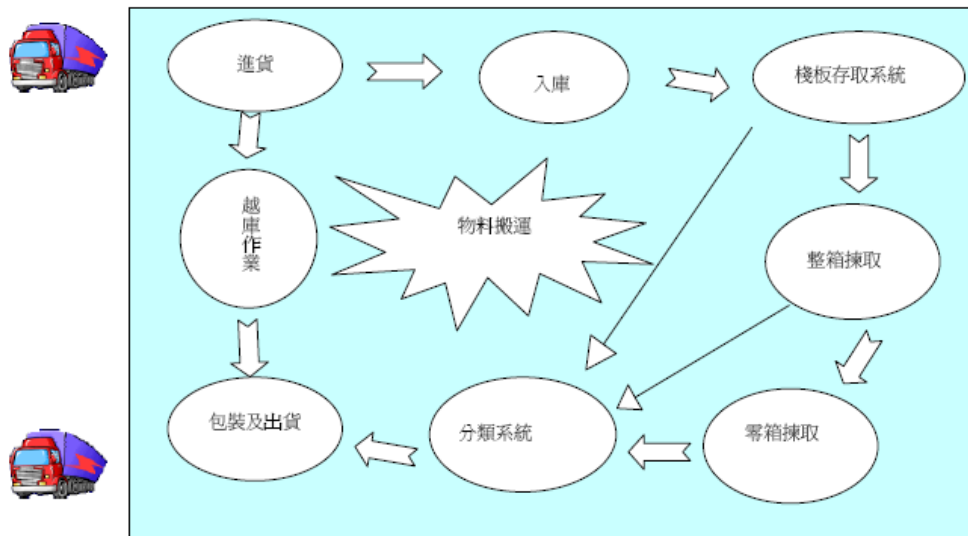 進貨
入庫
棧板存取系統
越庫作業
物料搬運
整箱揀取
包裝及出貨
分類系統
零箱揀取